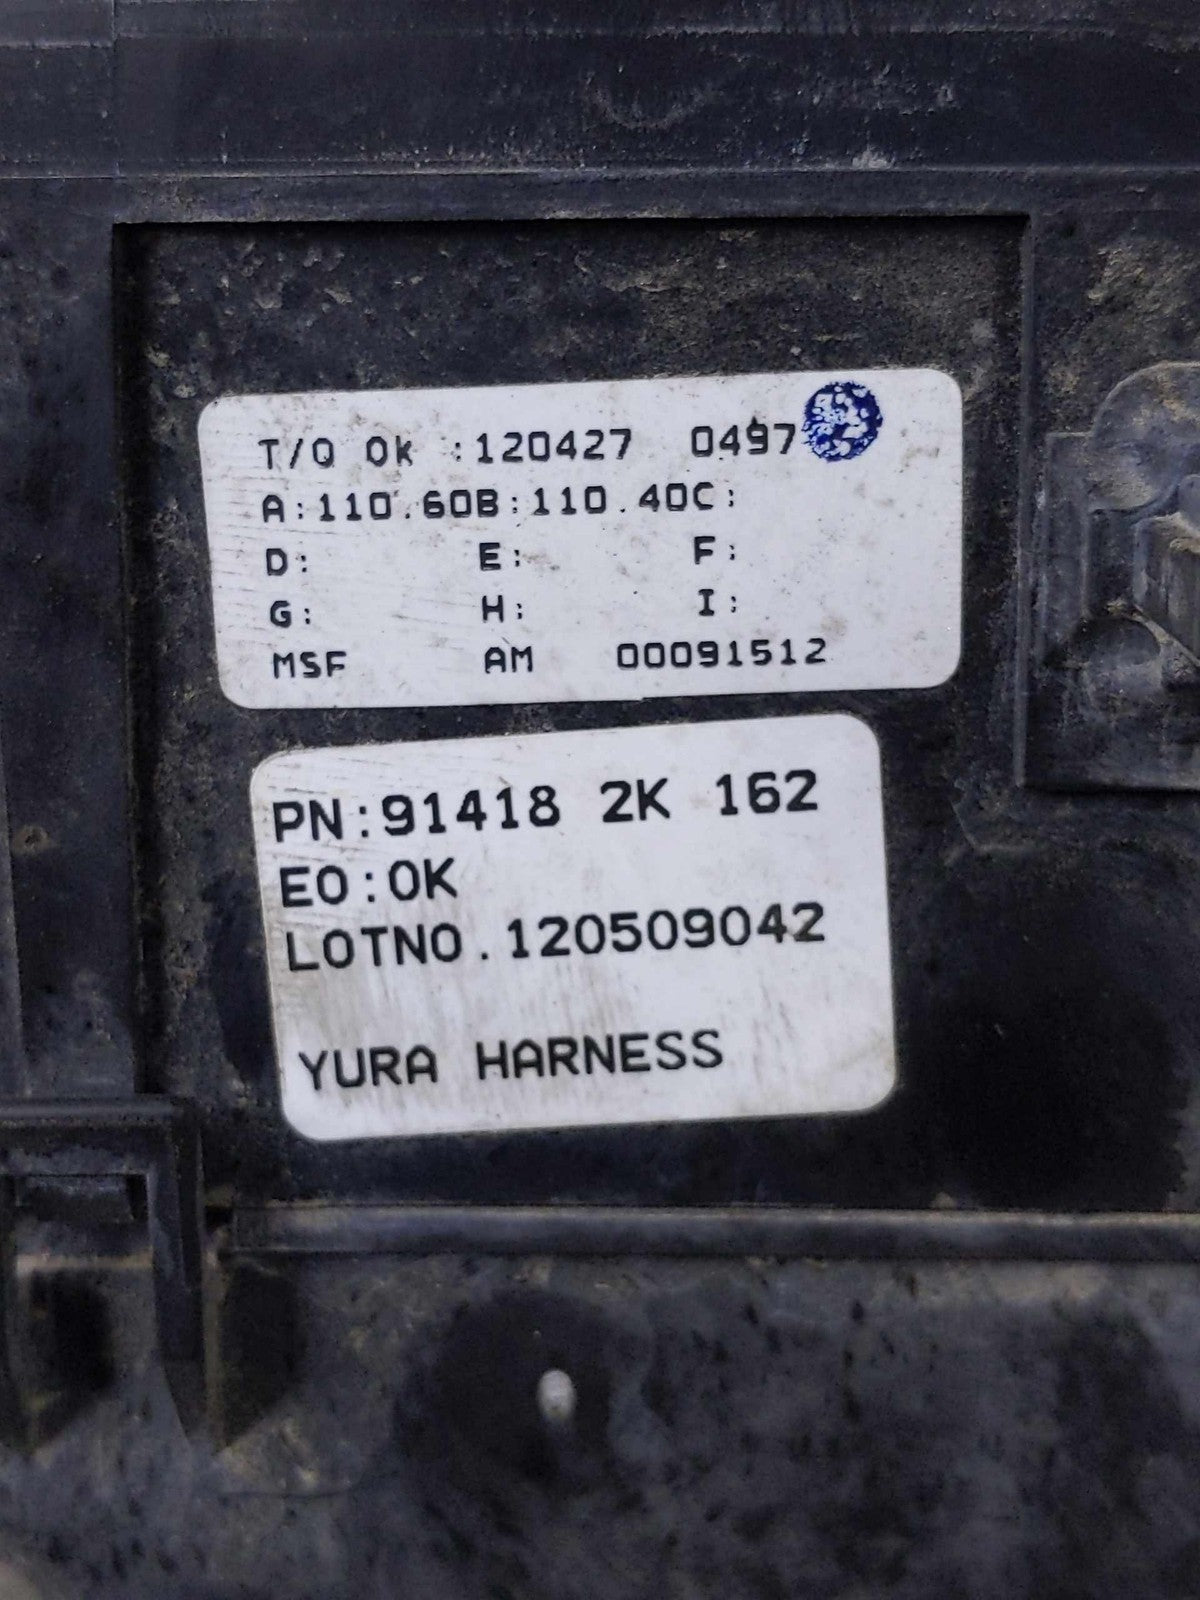 T/Q Ok :120427 0497
A:110.60B:110.40C:
D: E: F:
G: H: I:
MSF AM 00091512
PN:91418 2K 162
EO:OK
LOTNO.120509042
YURA HARNESS